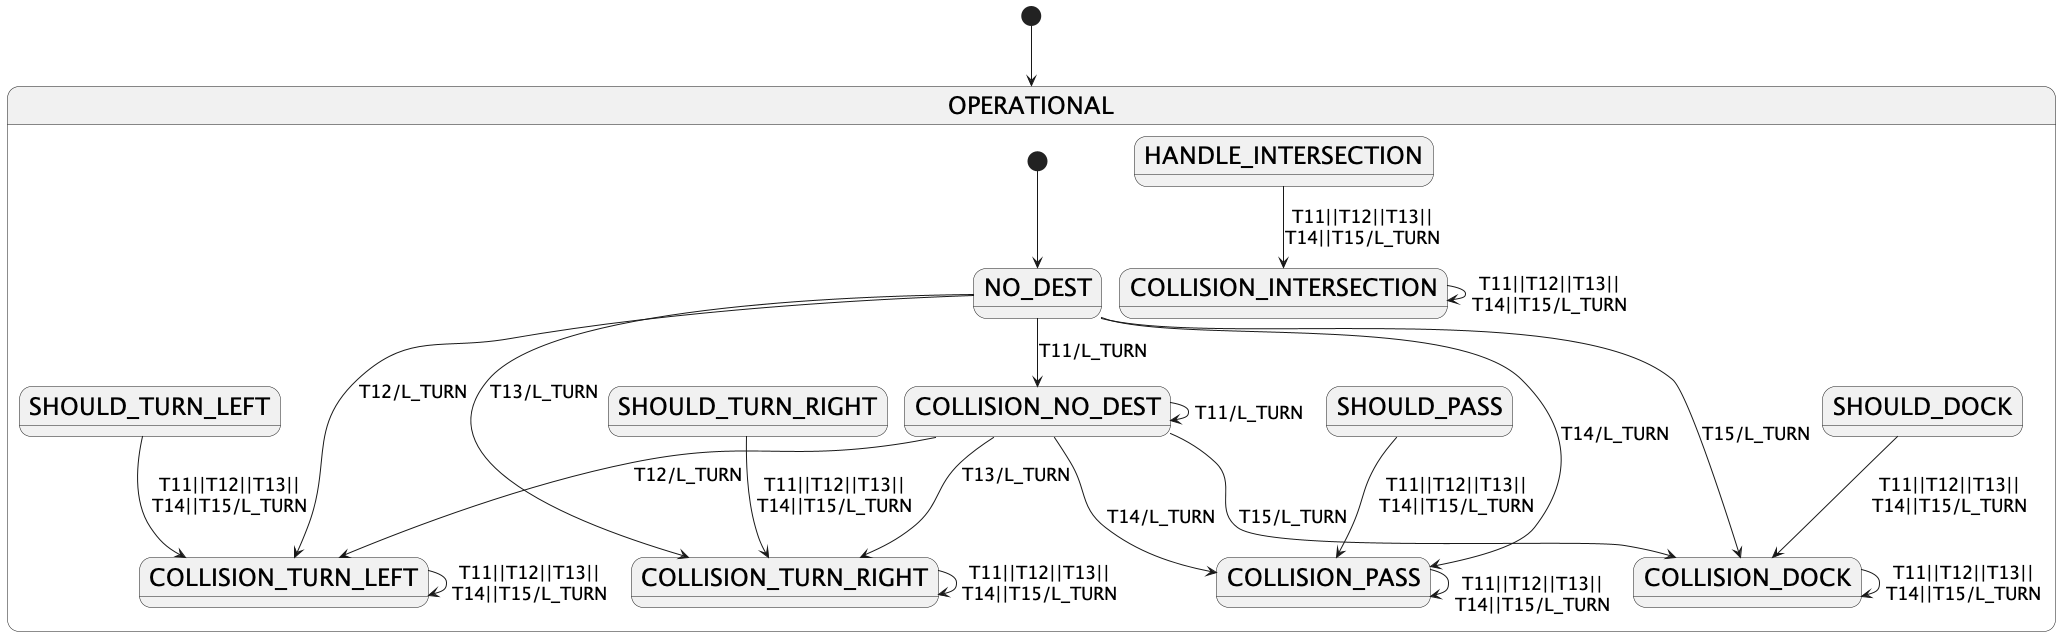 OPERATIONAL
HANDLE_INTERSECTION
T11||T12||T13||
T14||T15/L_TURN
NO_DEST
COLLISION_INTERSECTION
T11||T12||T13||
T14||T15/L_TURN
T11/L_TURN
T12/L_TURN
T13/L_TURN
SHOULD_TURN_LEFT
SHOULD_TURN_RIGHT
COLLISION_NO_DEST
T11/L_TURN
SHOULD_PASS
T14/L_TURN
T15/L_TURN
SHOULD_DOCK
T11||T12||T13||
T14||T15/L_TURN
T12/L_TURN
T11||T12||T13||
T14||T15/L_TURN
T13/L_TURN
T14/L_TURN
T15/L_TURN
T11||T12||T13||
T14||T15/L_TURN
T11||T12||T13||
T14||T15/L_TURN
COLLISION_TURN_LEFT
T11||T12||T13||
T14||T15/L_TURN
COLLISION_TURN_RIGHT
T11||T12||T13||
T14||T15/L_TURN
COLLISION_PASS
T11||T12||T13||
T14||T15/L_TURN
COLLISION_DOCK
T11||T12||T13||
T14||T15/L_TURN